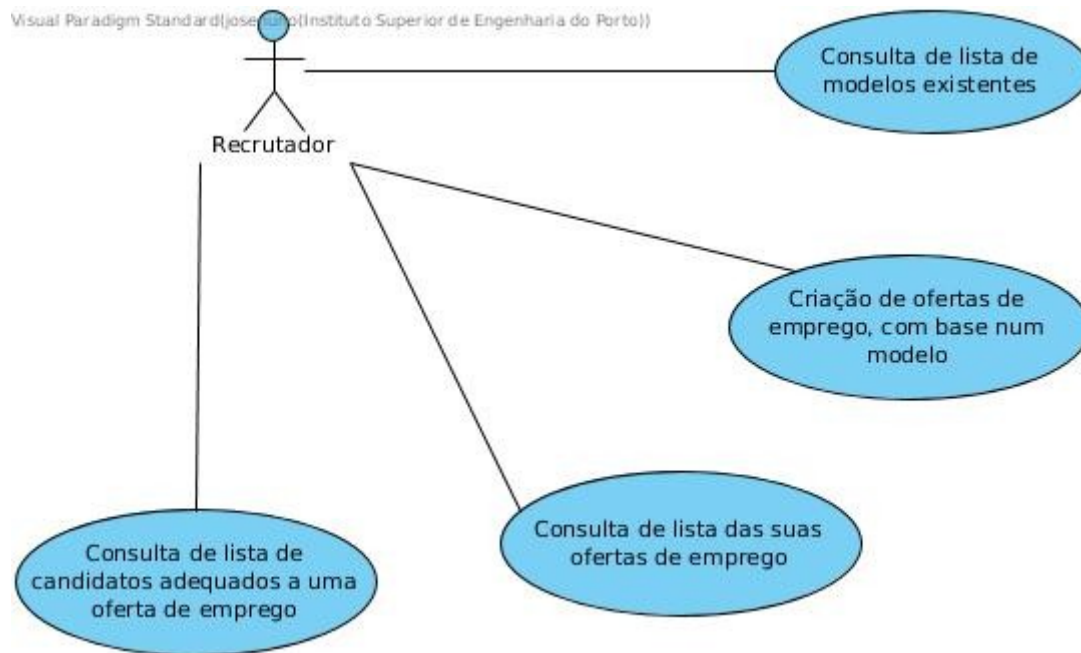 Visual Paradigm Standard(jose (Instituto Superior de Engenharia do Porto))
Consulta de lista de
modelos existentes
Recrutador
Criação de ofertas de
emprego, com base num
modelo
Consulta de lista das suas
ofertas de emprego
Consulta de lista de
candidatos adequados a uma
oferta de emprego